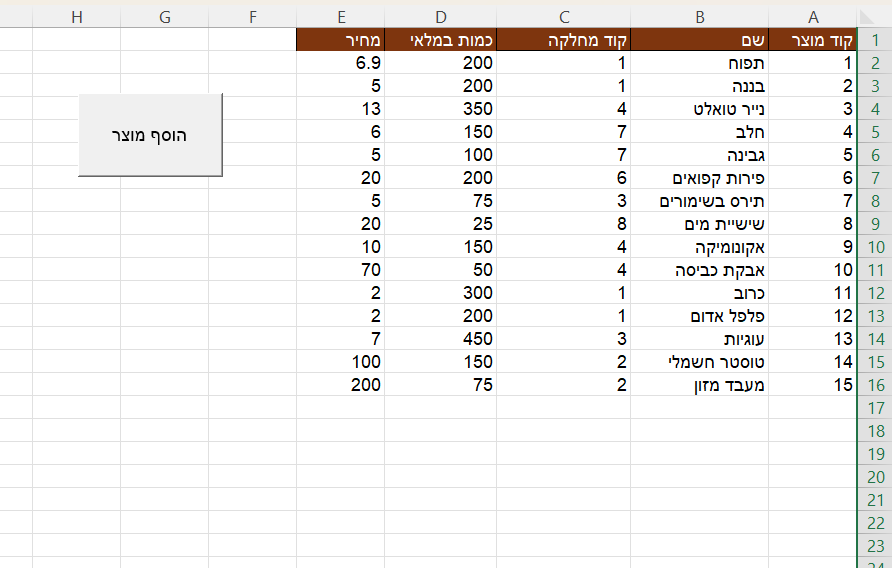 A B C D E F G H
1 קוד מוצר שם קוד מחלקה כמות במלאי מחיר
2 1 תפוח 1 200 6.9
3 2 בננה 1 200 5
4 3 נייר טואלט 4 350 13
5 4 חלב 7 150 6
6 5 גבינה 7 100 5
7 6 פירות קפואים 6 200 20
8 7 תירס בשימורים 3 75 5
9 8 שישיית מים 8 25 20
10 9 אקונומיקה 4 150 10
11 10 אבקת כביסה 4 50 70
12 11 כרוב 1 300 2
13 12 פלפל אדום 1 200 2
14 13 עוגיות 3 450 7
15 14 טוסטר חשמלי 2 150 100
16 15 מעבד מזון 2 75 200
17
18
19
20
21
22
23
הוסף מוצר